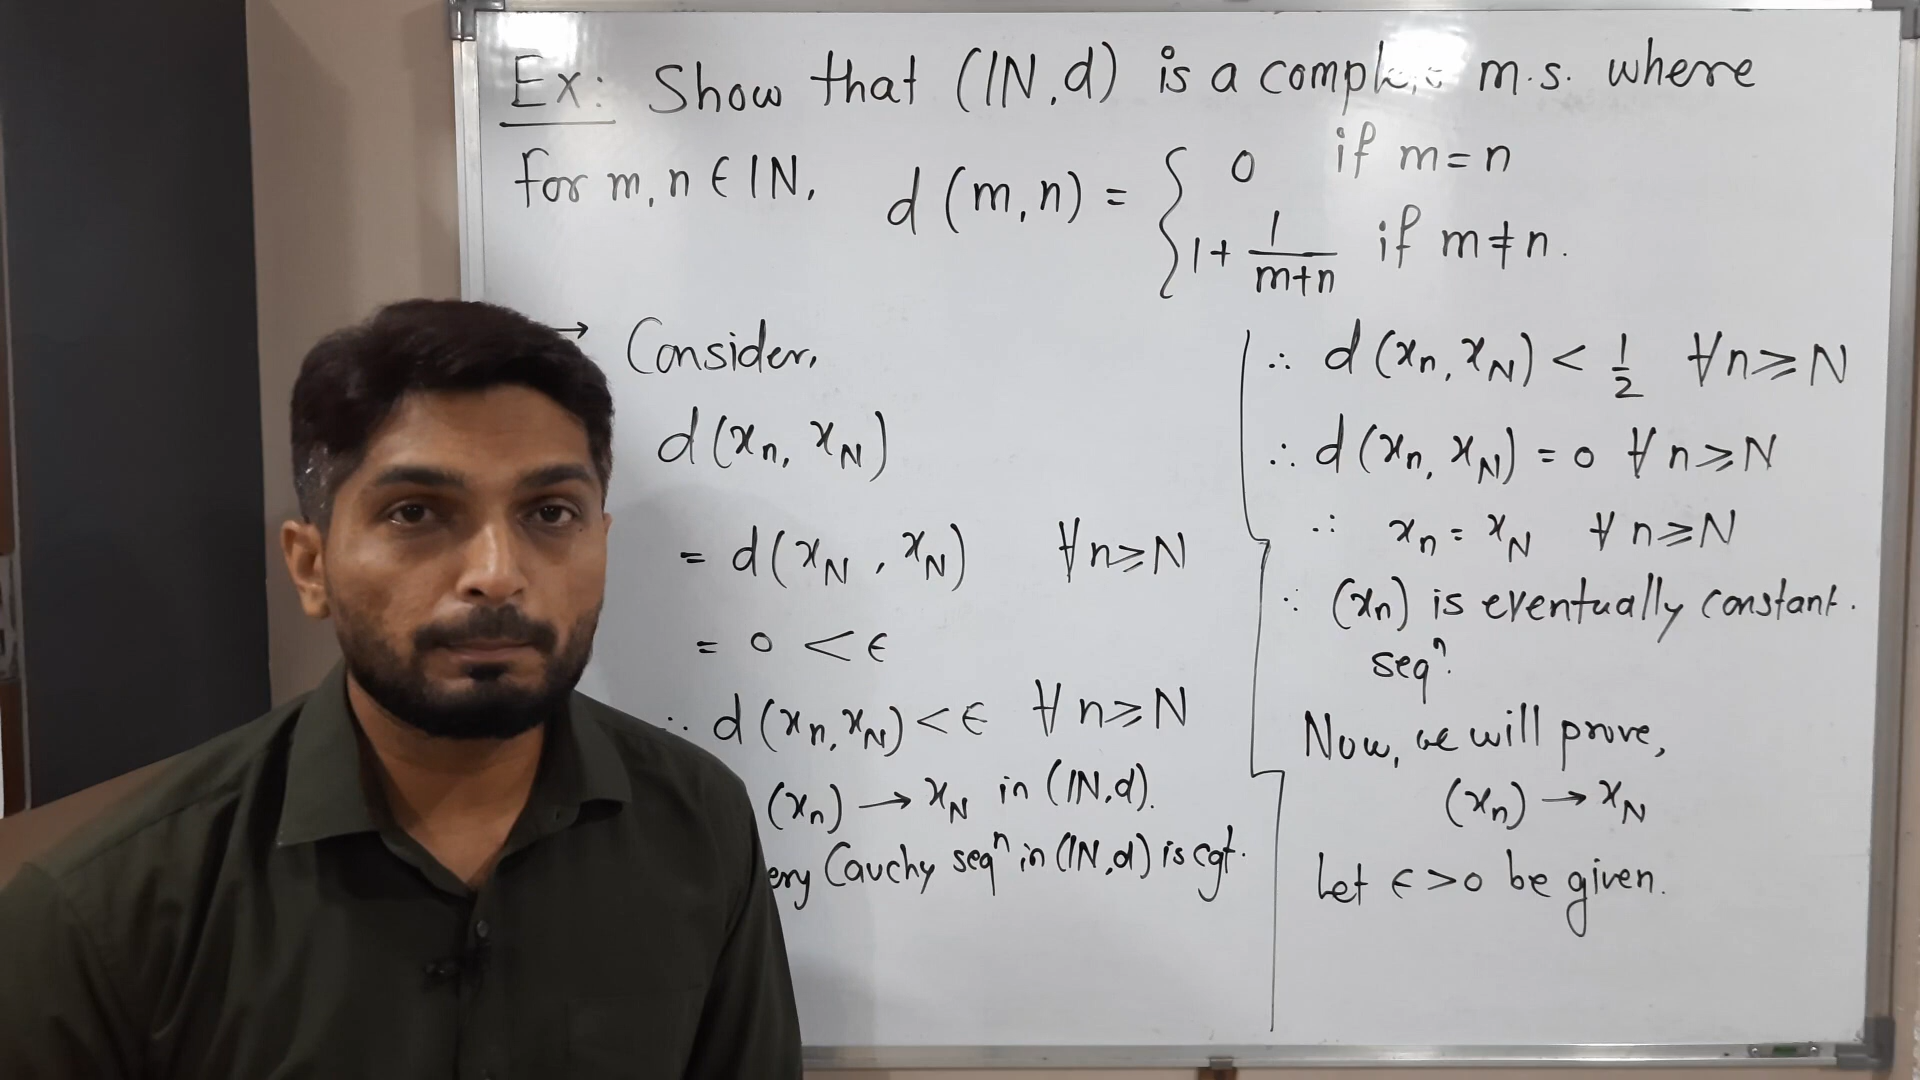 Ex: Show that (IN, d) is a m.s. where
for m, n ∈ IN, d(m,n) = { 0 if m=n
1 + 1/(m+n) if m≠n.
→ Consider,
d(xn, xN)
= d(xN, xN) ∀n≥N
= 0 < ϵ
∴ d(xn, xN) < ϵ ∀ n≥N
(xn) → xN in (IN,d).
Cauchy seqⁿ in (IN,d) is cgt.
∴ d(xn, xN) < 1/2 ∀n≥N
∴ d(xn, xN) = 0 ∀ n≥N
∴ xn = xN ∀ n≥N
∴ (xn) is eventually constant.
seqⁿ.
Now, we will prove,
(xn) → xN
Let ϵ>0 be given.